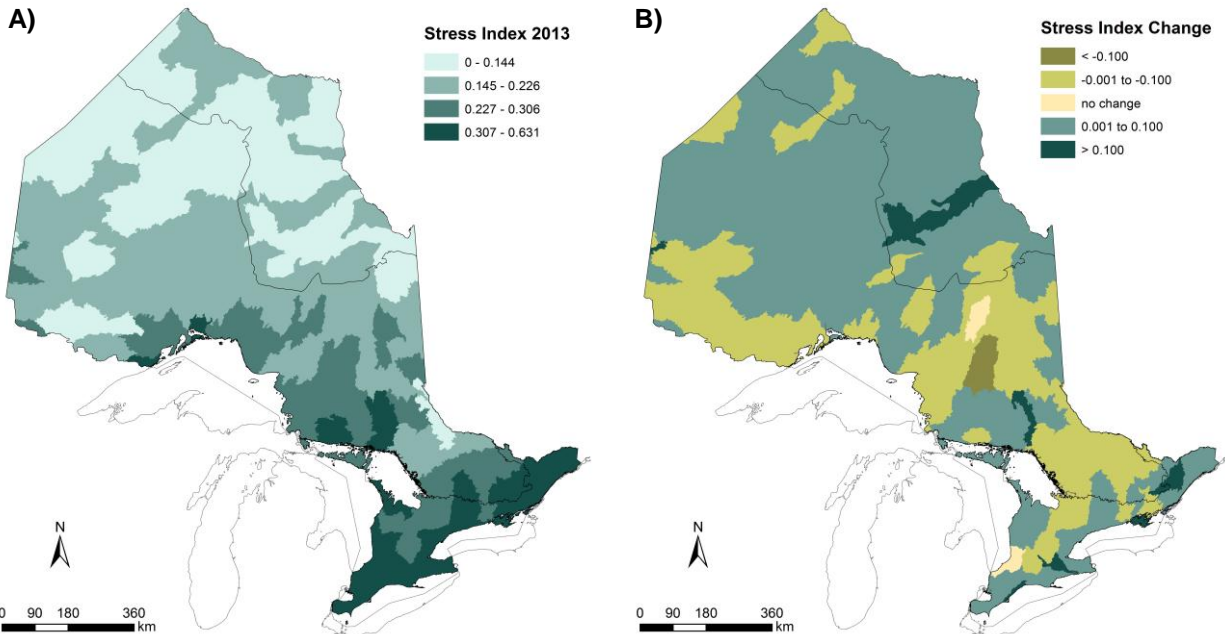 A)
Stress Index 2013
0 - 0.144
0.145 - 0.226
0.227 - 0.306
0.307 - 0.631
N
0 90 180 360
km
B)
Stress Index Change
< -0.100
-0.001 to -0.100
no change
0.001 to 0.100
> 0.100
N
0 90 180 360
km